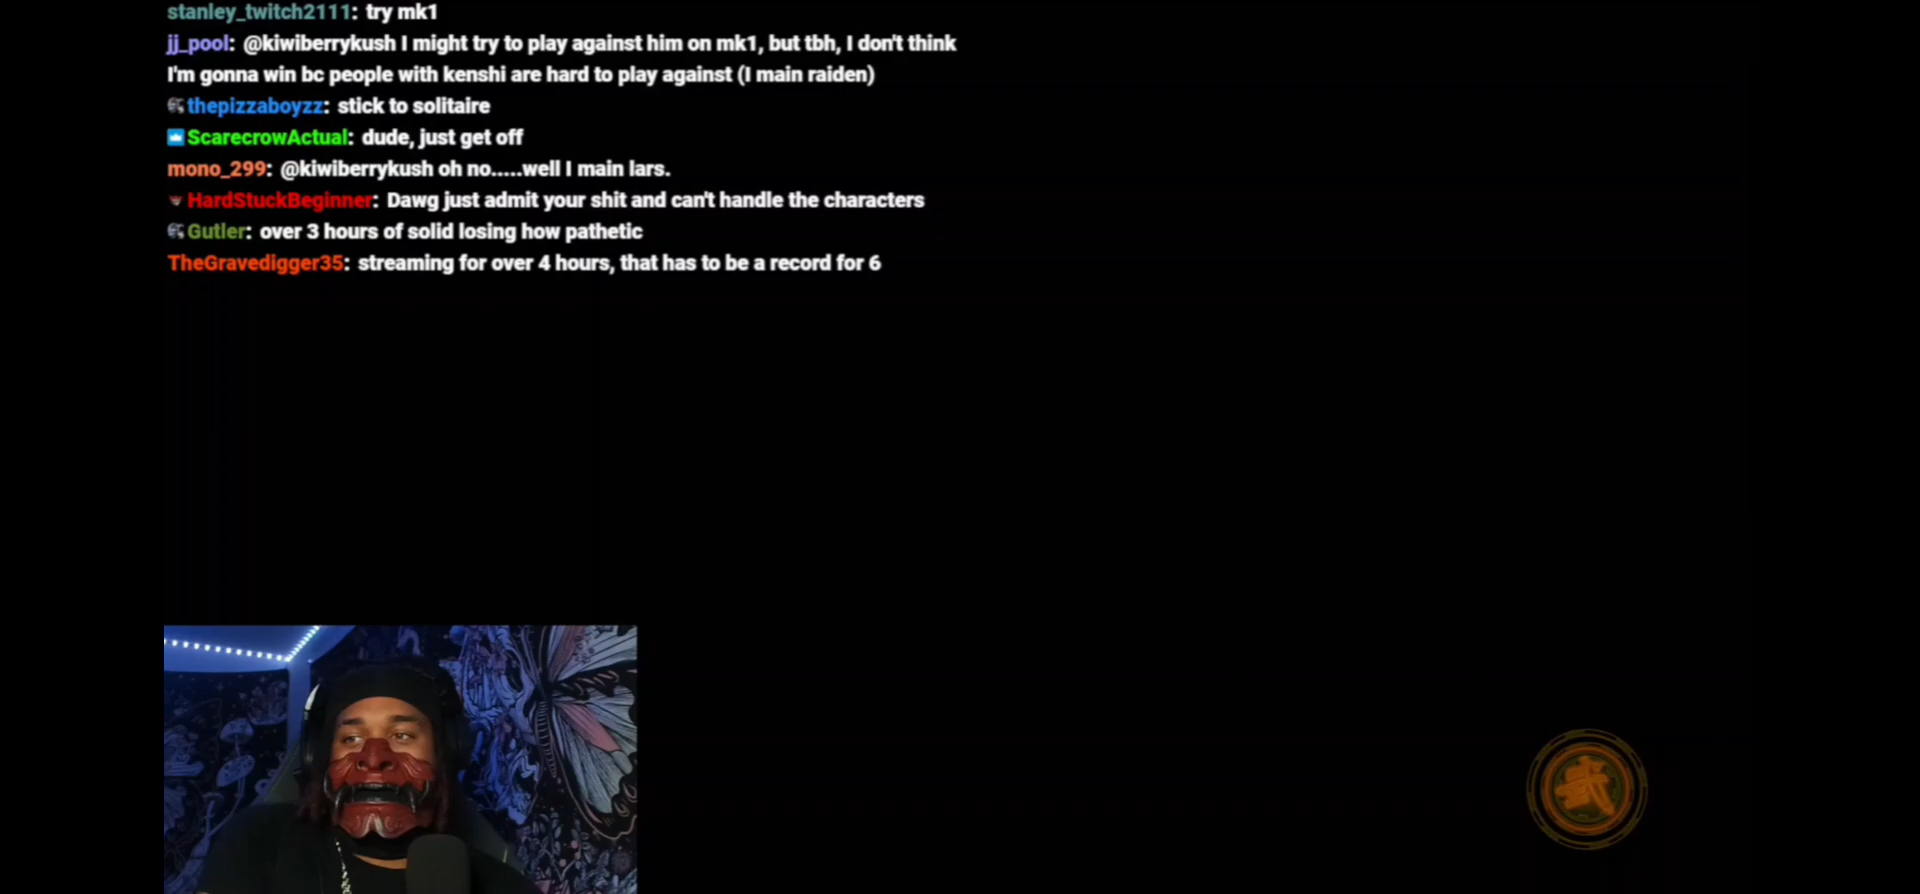 stanley_twitch2111: try mk1
jj_pool: @kiwiberrykush I might try to play against him on mk1, but tbh, I don't think
I'm gonna win bc people with kenshi are hard to play against (I main raiden)
thepizzaboyzz: stick to solitaire
ScarecrowActual: dude, just get off
mono_299: @kiwiberrykush oh no.....well I main lars.
HardStuckBeginner: Dawg just admit your shit and can't handle the characters
Gutler: over 3 hours of solid losing how pathetic
TheGravedigger35: streaming for over 4 hours, that has to be a record for 6
武